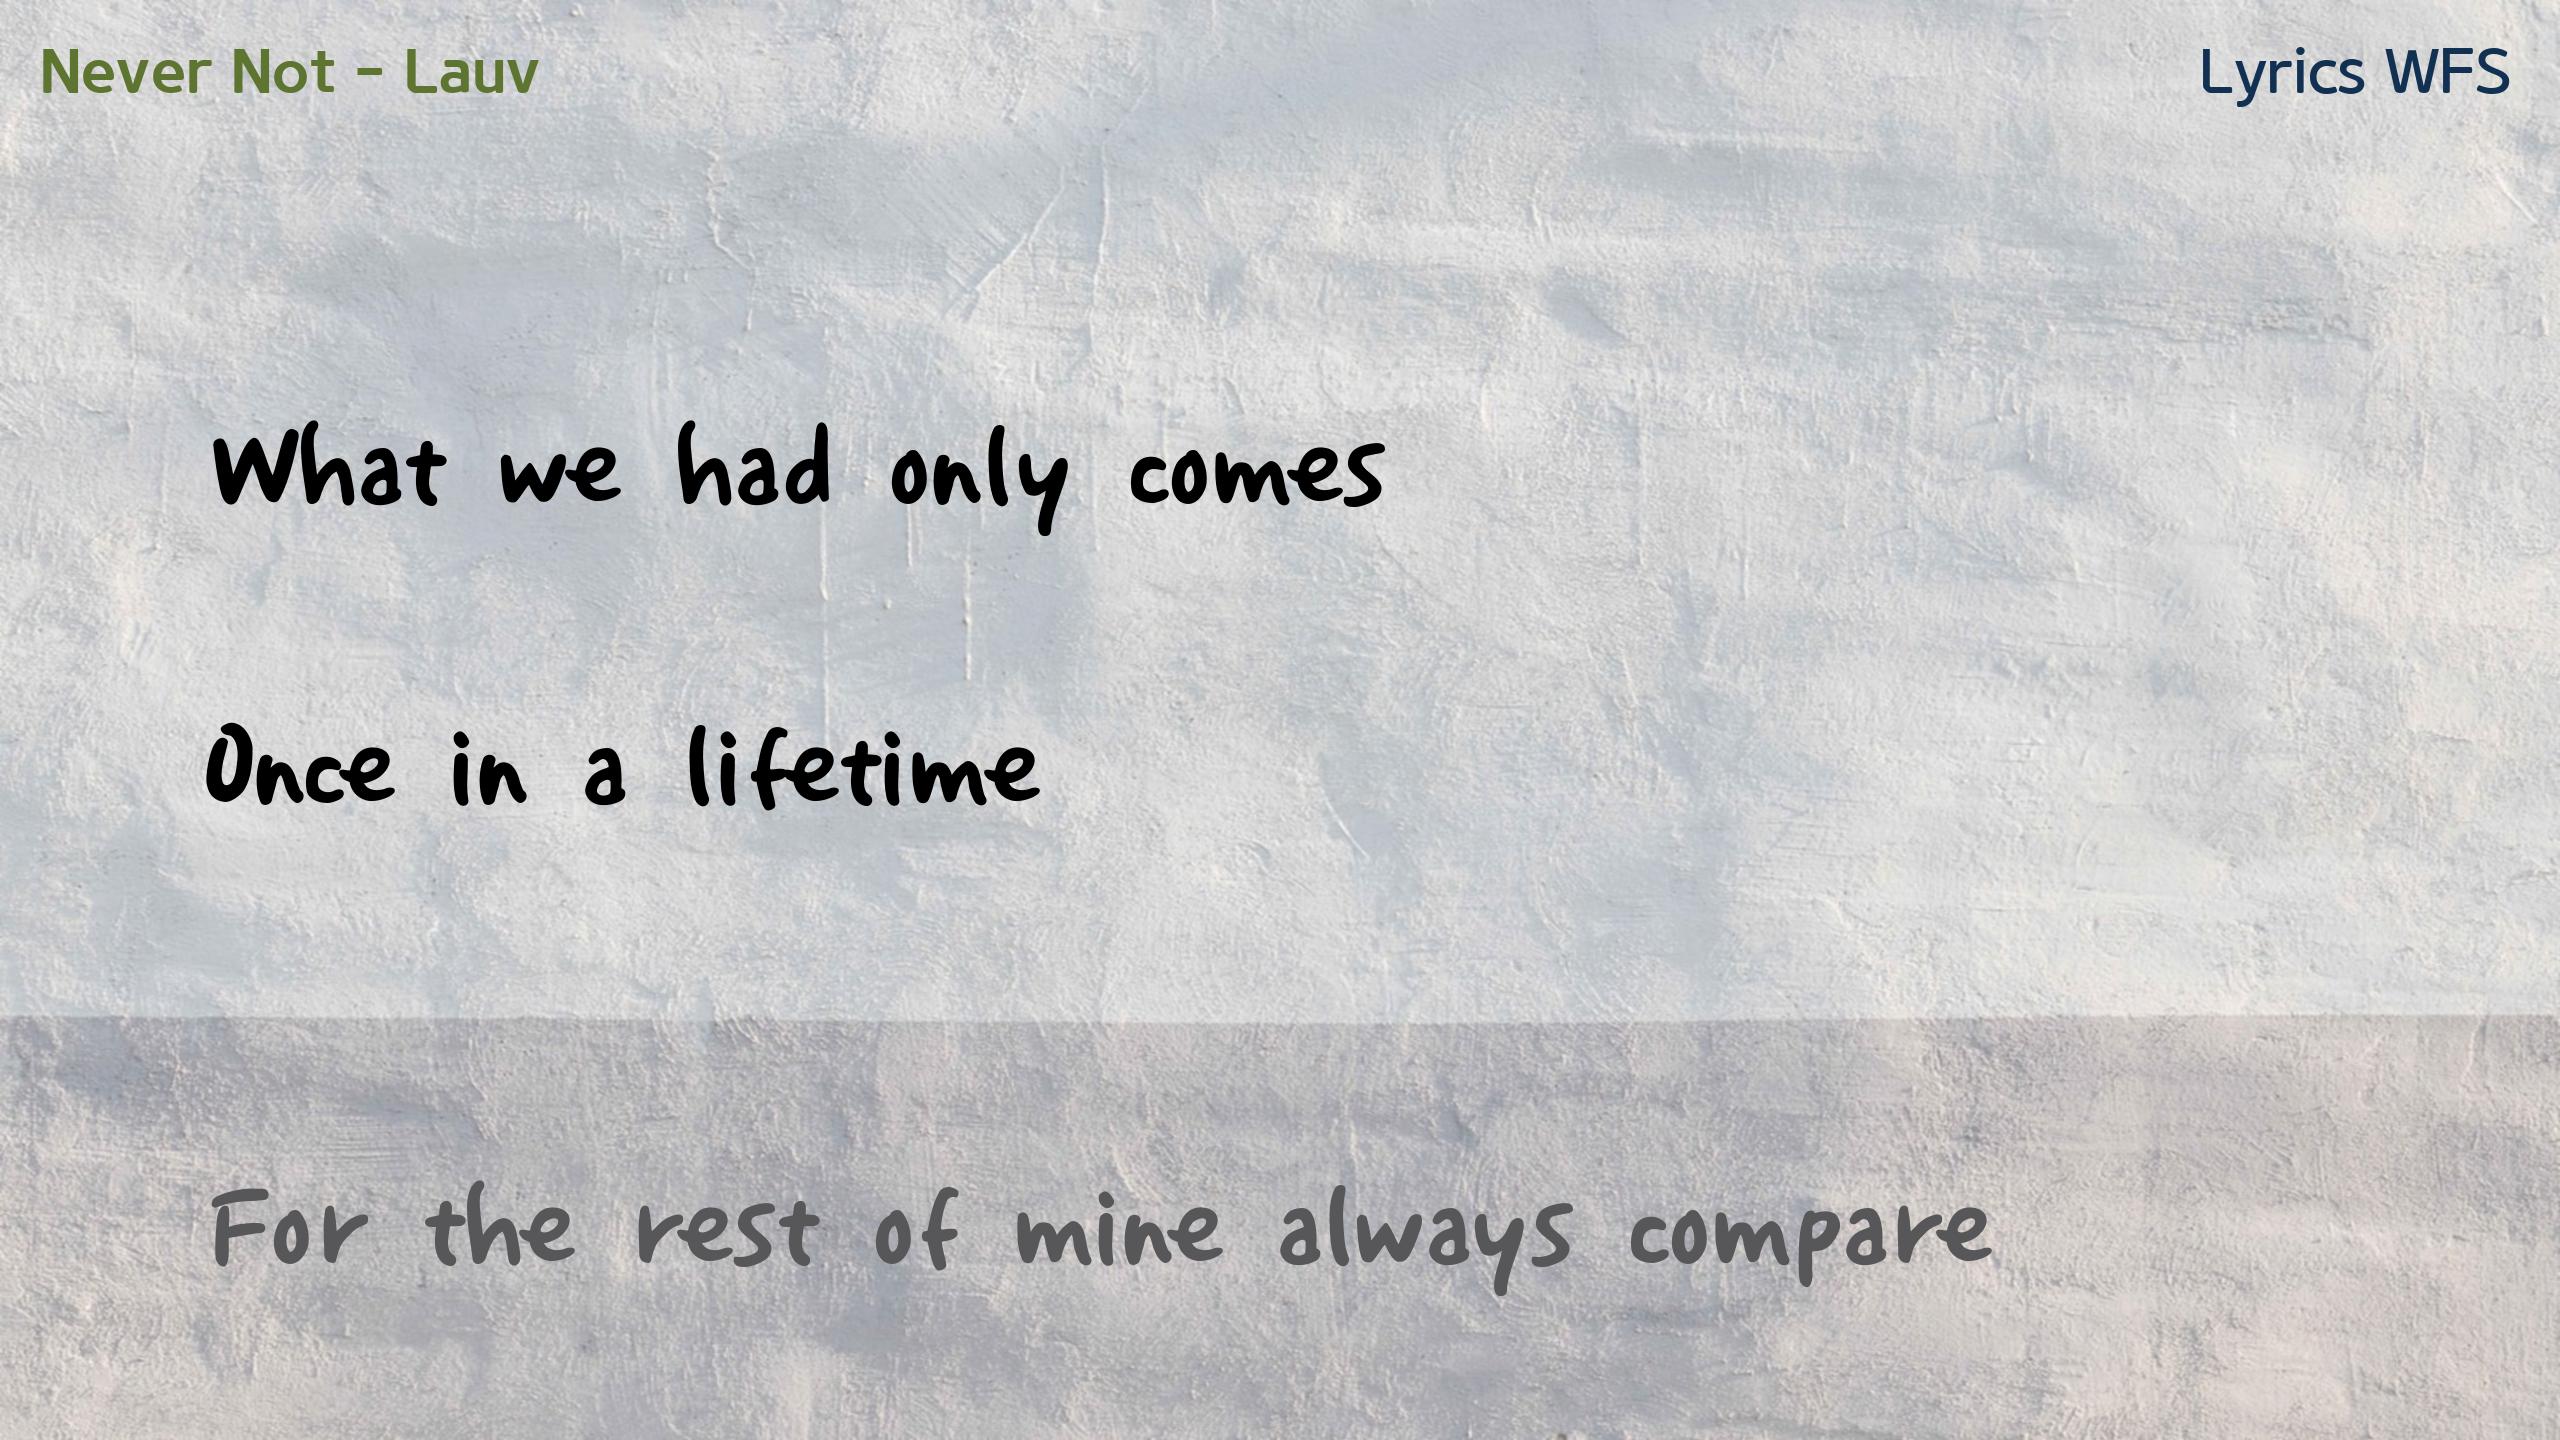 Never Not - Lauv
Lyrics WFS
What we had only comes
Once in a lifetime
For the rest of mine always compare